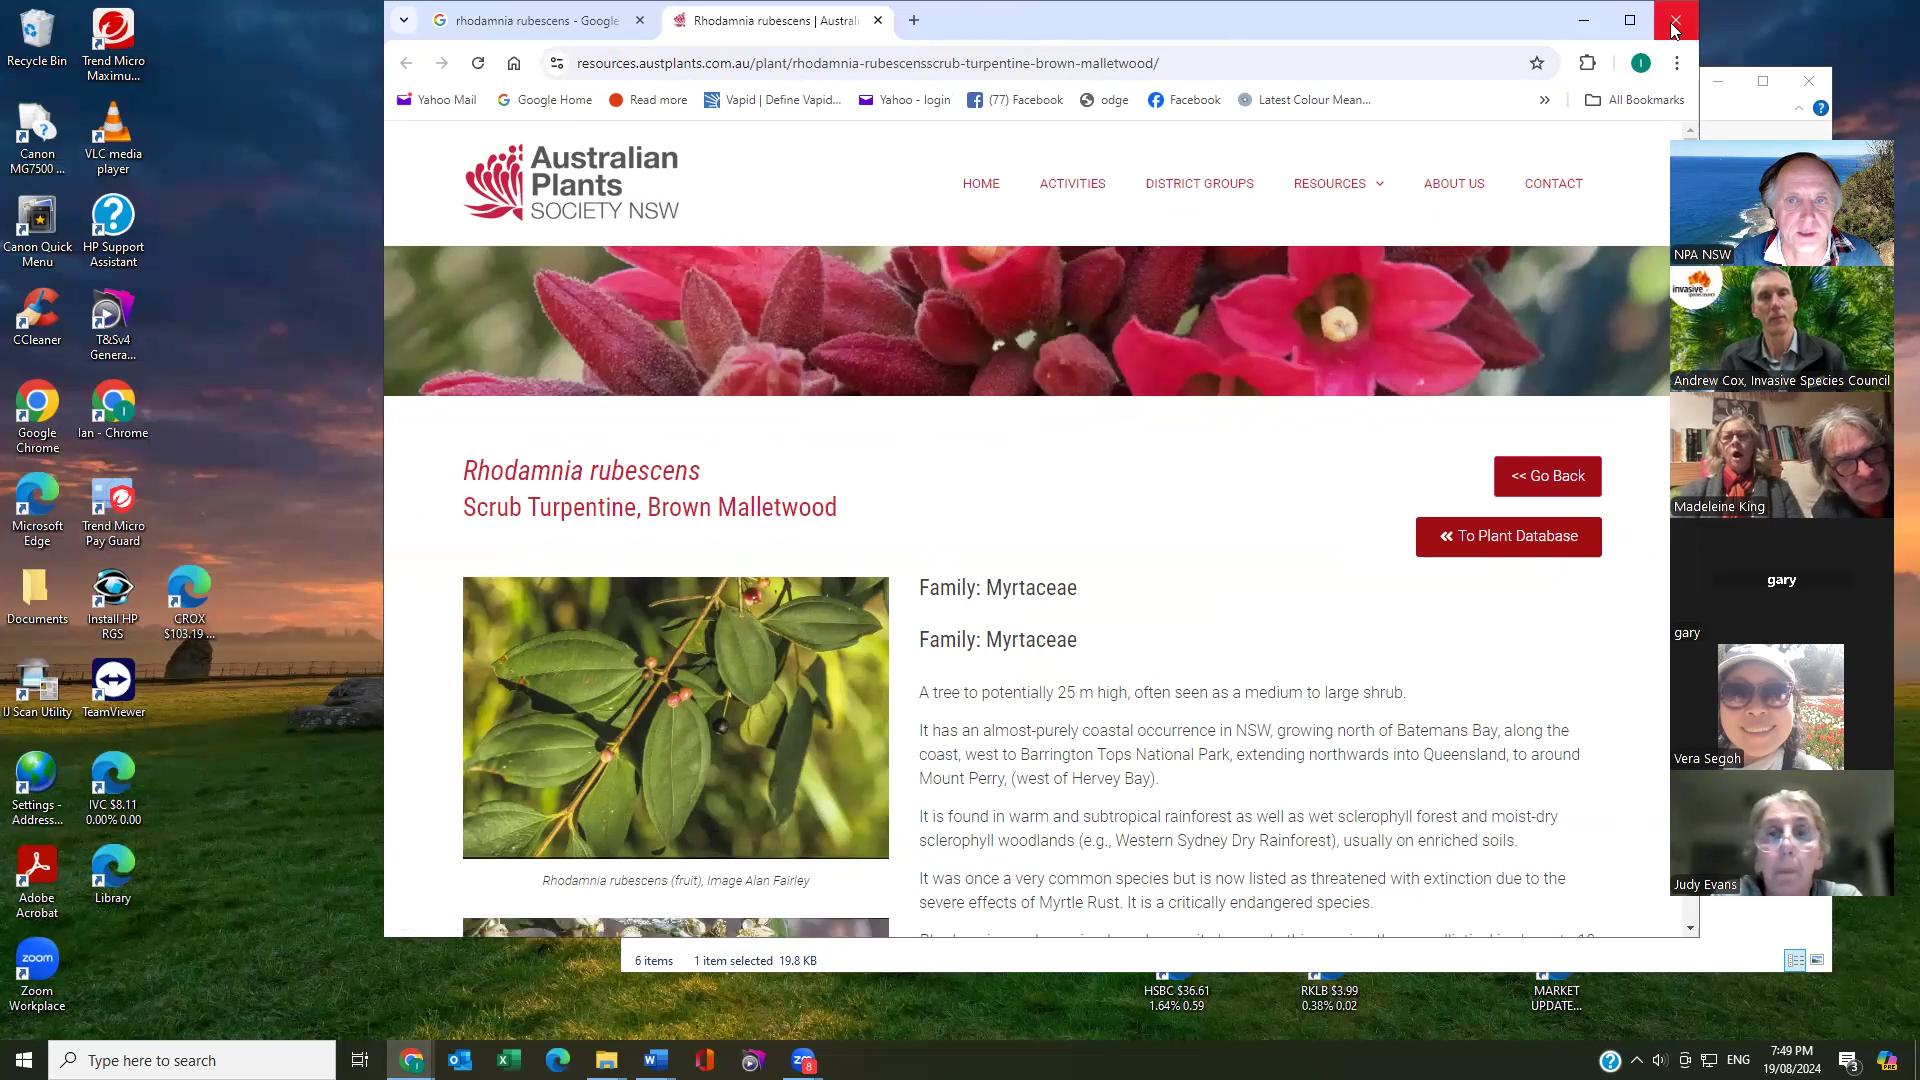 Recycle Bin
Trend Micro
Maximu...
Canon
MG7500 ...
VLC media
player
Canon Quick
Menu
HP Support
Assistant
CCleaner
T&Sv4
Genera...
Google
Chrome
Ian - Chrome
Microsoft
Edge
Trend Micro
Pay Guard
Documents
Install HP
RGS
CROX
$103.19 ...
IJ Scan Utility
TeamViewer
Settings -
Address...
IVC $8.11
0.00% 0.00
Adobe
Acrobat
Library
zoom
Zoom
Workplace
rhodamnia rubescens - Google
Rhodamnia rubescens | Australi
resources.austplants.com.au/plant/rhodamnia-rubescensscrub-turpentine-brown-malletwood/
I
Yahoo Mail
Google Home
Read more
Vapid | Define Vapid...
Yahoo - login
(77) Facebook
odge
Facebook
Latest Colour Mean...
All Bookmarks
Australian
Plants
SOCIETY NSW
HOME
ACTIVITIES
DISTRICT GROUPS
RESOURCES
ABOUT US
CONTACT
Rhodamnia rubescens
Scrub Turpentine, Brown Malletwood
<< Go Back
To Plant Database
Family: Myrtaceae
Family: Myrtaceae
A tree to potentially 25 m high, often seen as a medium to large shrub.
It has an almost-purely coastal occurrence in NSW, growing north of Batemans Bay, along the
coast, west to Barrington Tops National Park, extending northwards into Queensland, to around
Mount Perry, (west of Hervey Bay).
It is found in warm and subtropical rainforest as well as wet sclerophyll forest and moist-dry
sclerophyll woodlands (e.g., Western Sydney Dry Rainforest), usually on enriched soils.
It was once a very common species but is now listed as threatened with extinction due to the
severe effects of Myrtle Rust. It is a critically endangered species.
Rhodamnia rubescens (fruit), Image Alan Fairley
NPA NSW
invasive
species council
Andrew Cox, Invasive Species Council
Madeleine King
gary
gary
Vera Segoh
Judy Evans
6 items
1 item selected 19.8 KB
HSBC $36.61
1.64% 0.59
RKLB $3.99
0.38% 0.02
MARKET
UPDATE...
Type here to search
8
ENG
7:49 PM
19/08/2024
3